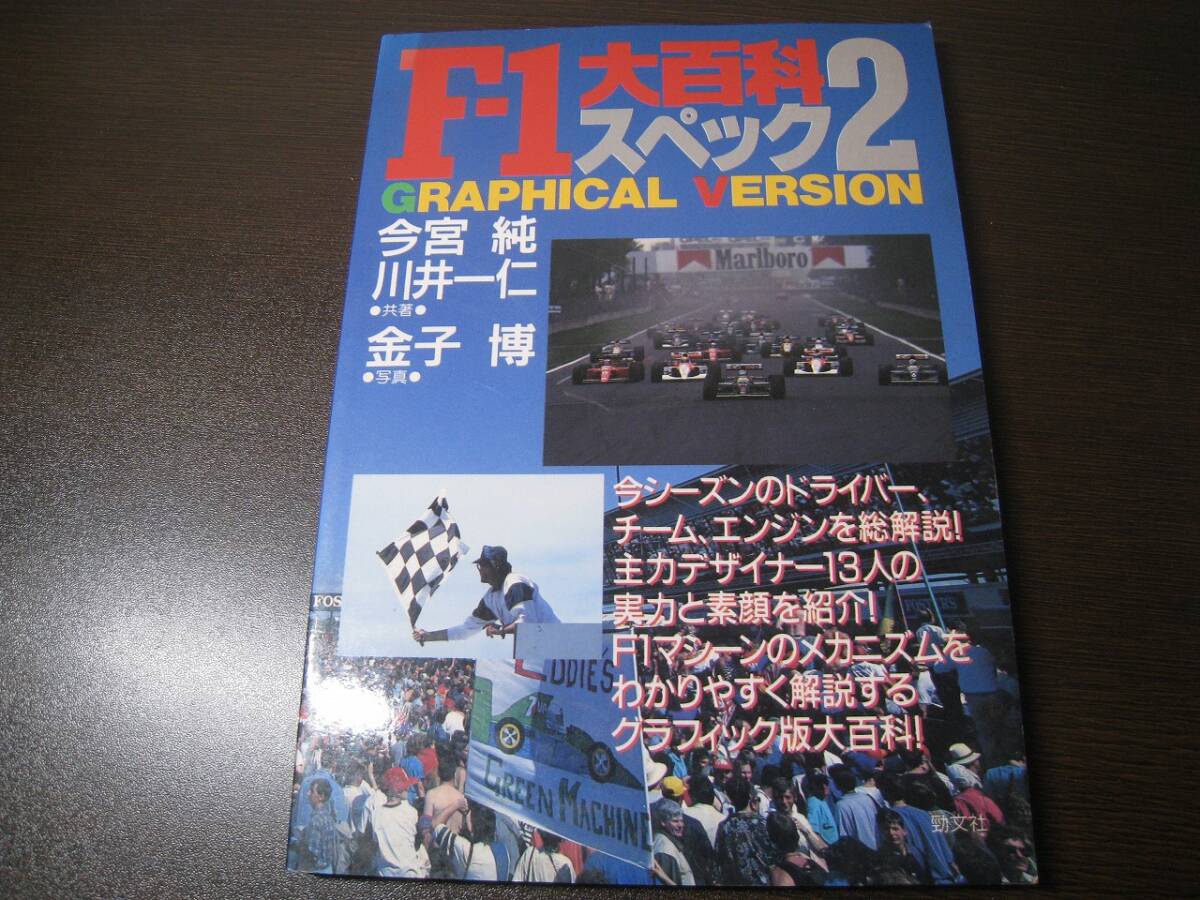 F-1大百科
スペック2
GRAPHICAL VERSION
今宮 純
川井一仁
●共著●
金子 博
●写真●
Marlboro
今シーズンのドライバー、
チーム、エンジンを総解説!
主力デザイナー13人の
実力と素顔を紹介!
F1マシーンのメカニズムを
わかりやすく解説する
グラフィック版大百科!
FOS
FOSTERS
EDDIE'S
GREEN MACHINE
勁文社